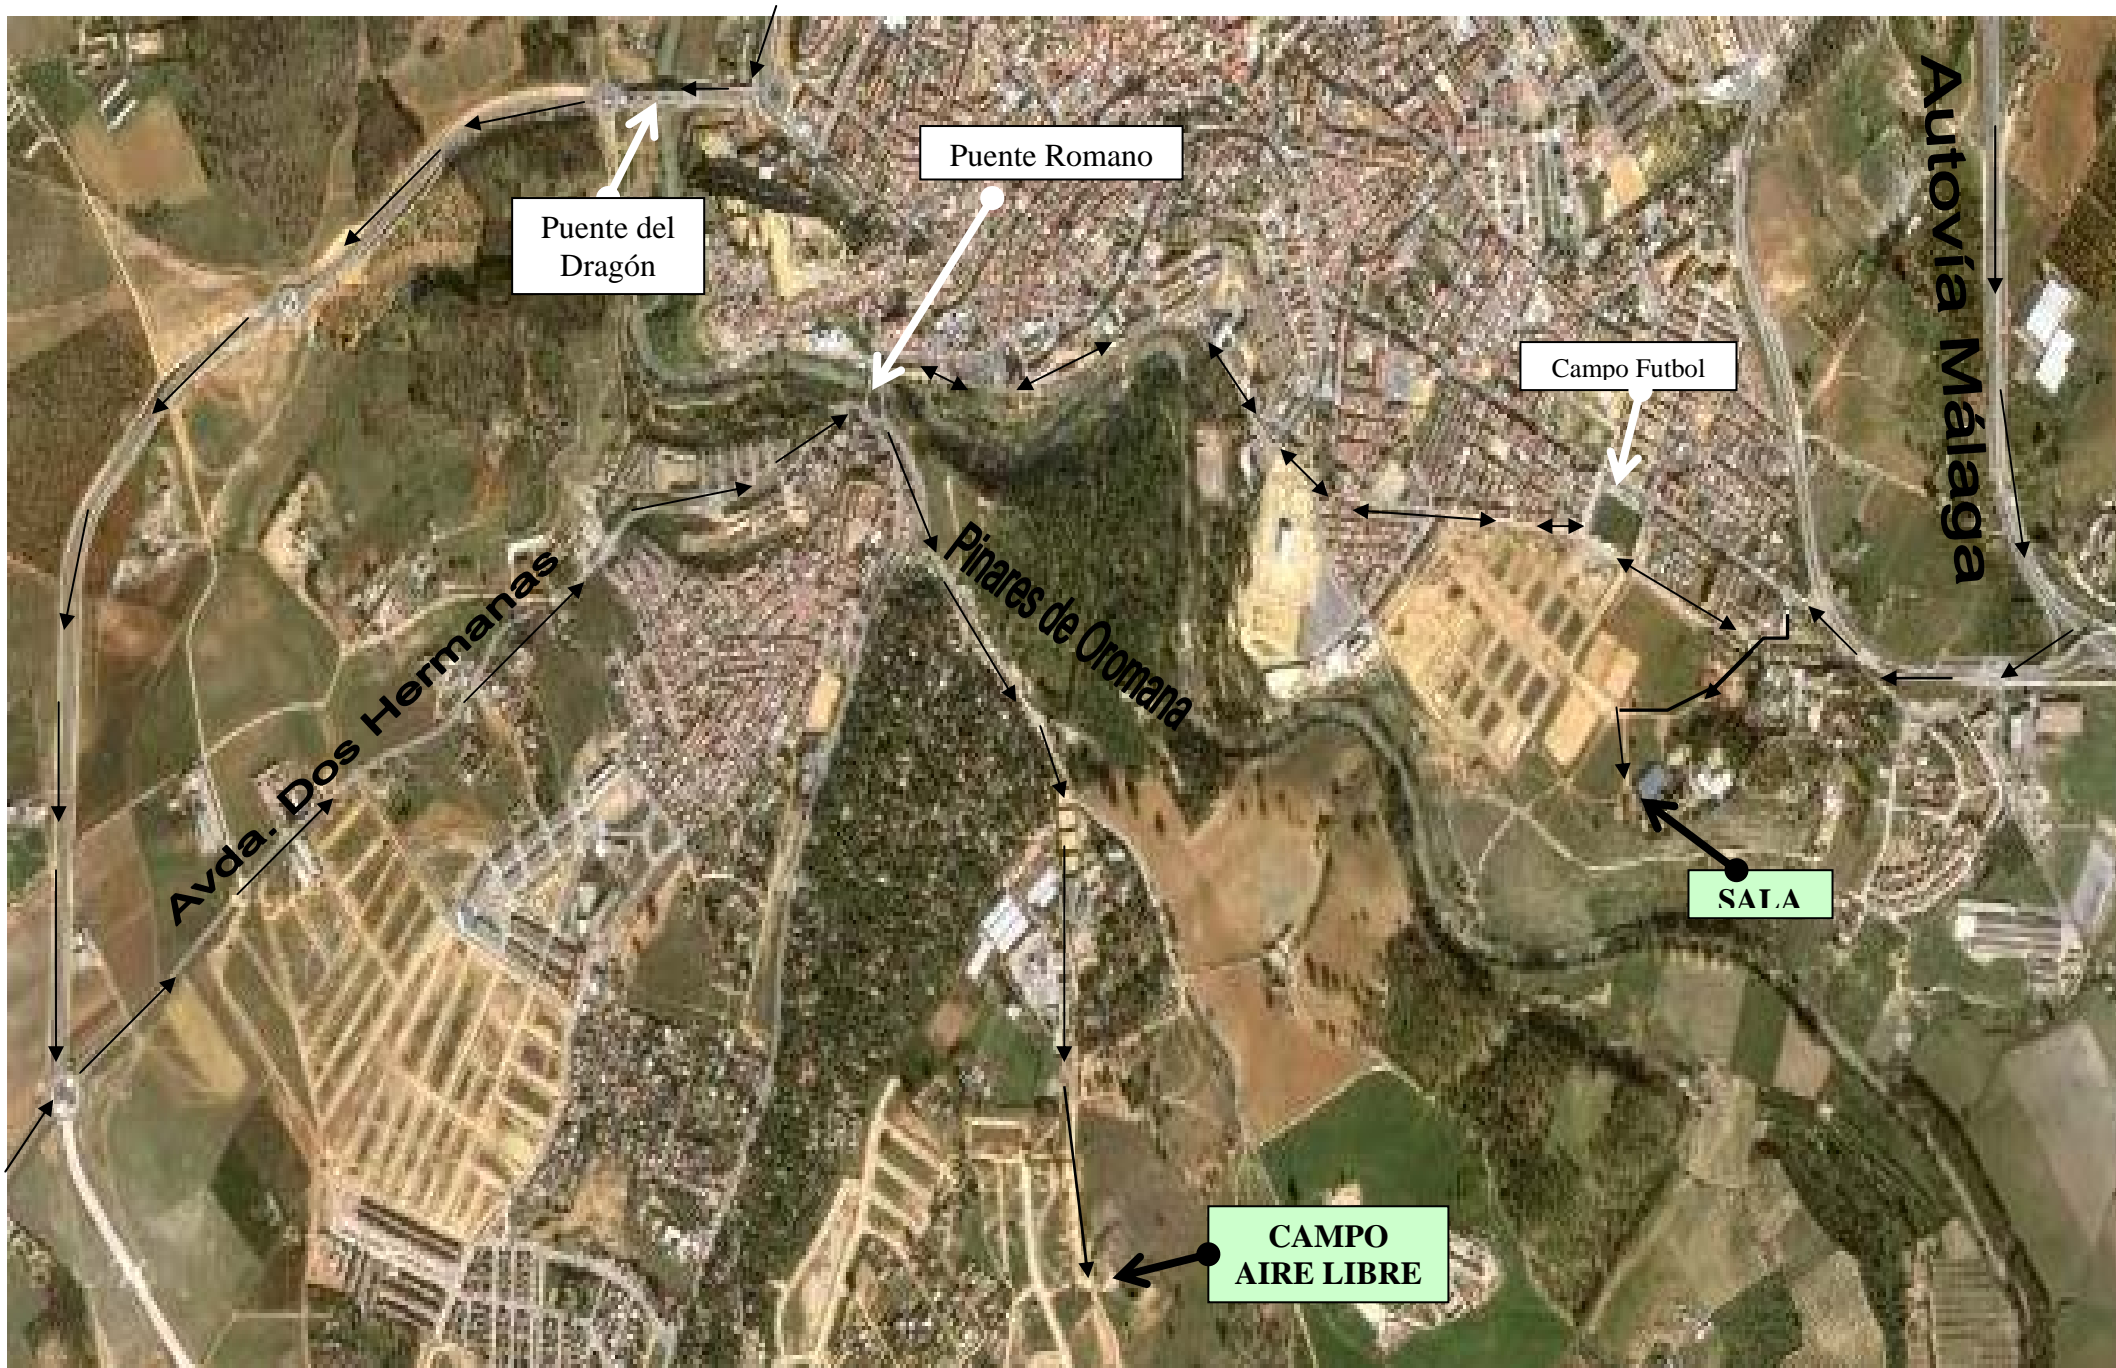 Autovía Málaga
Puente Romano
Puente del
Dragón
Campo Futbol
Pinares de Oromana
Avda. Dos Hermanas
SALA
CAMPO
AIRE LIBRE